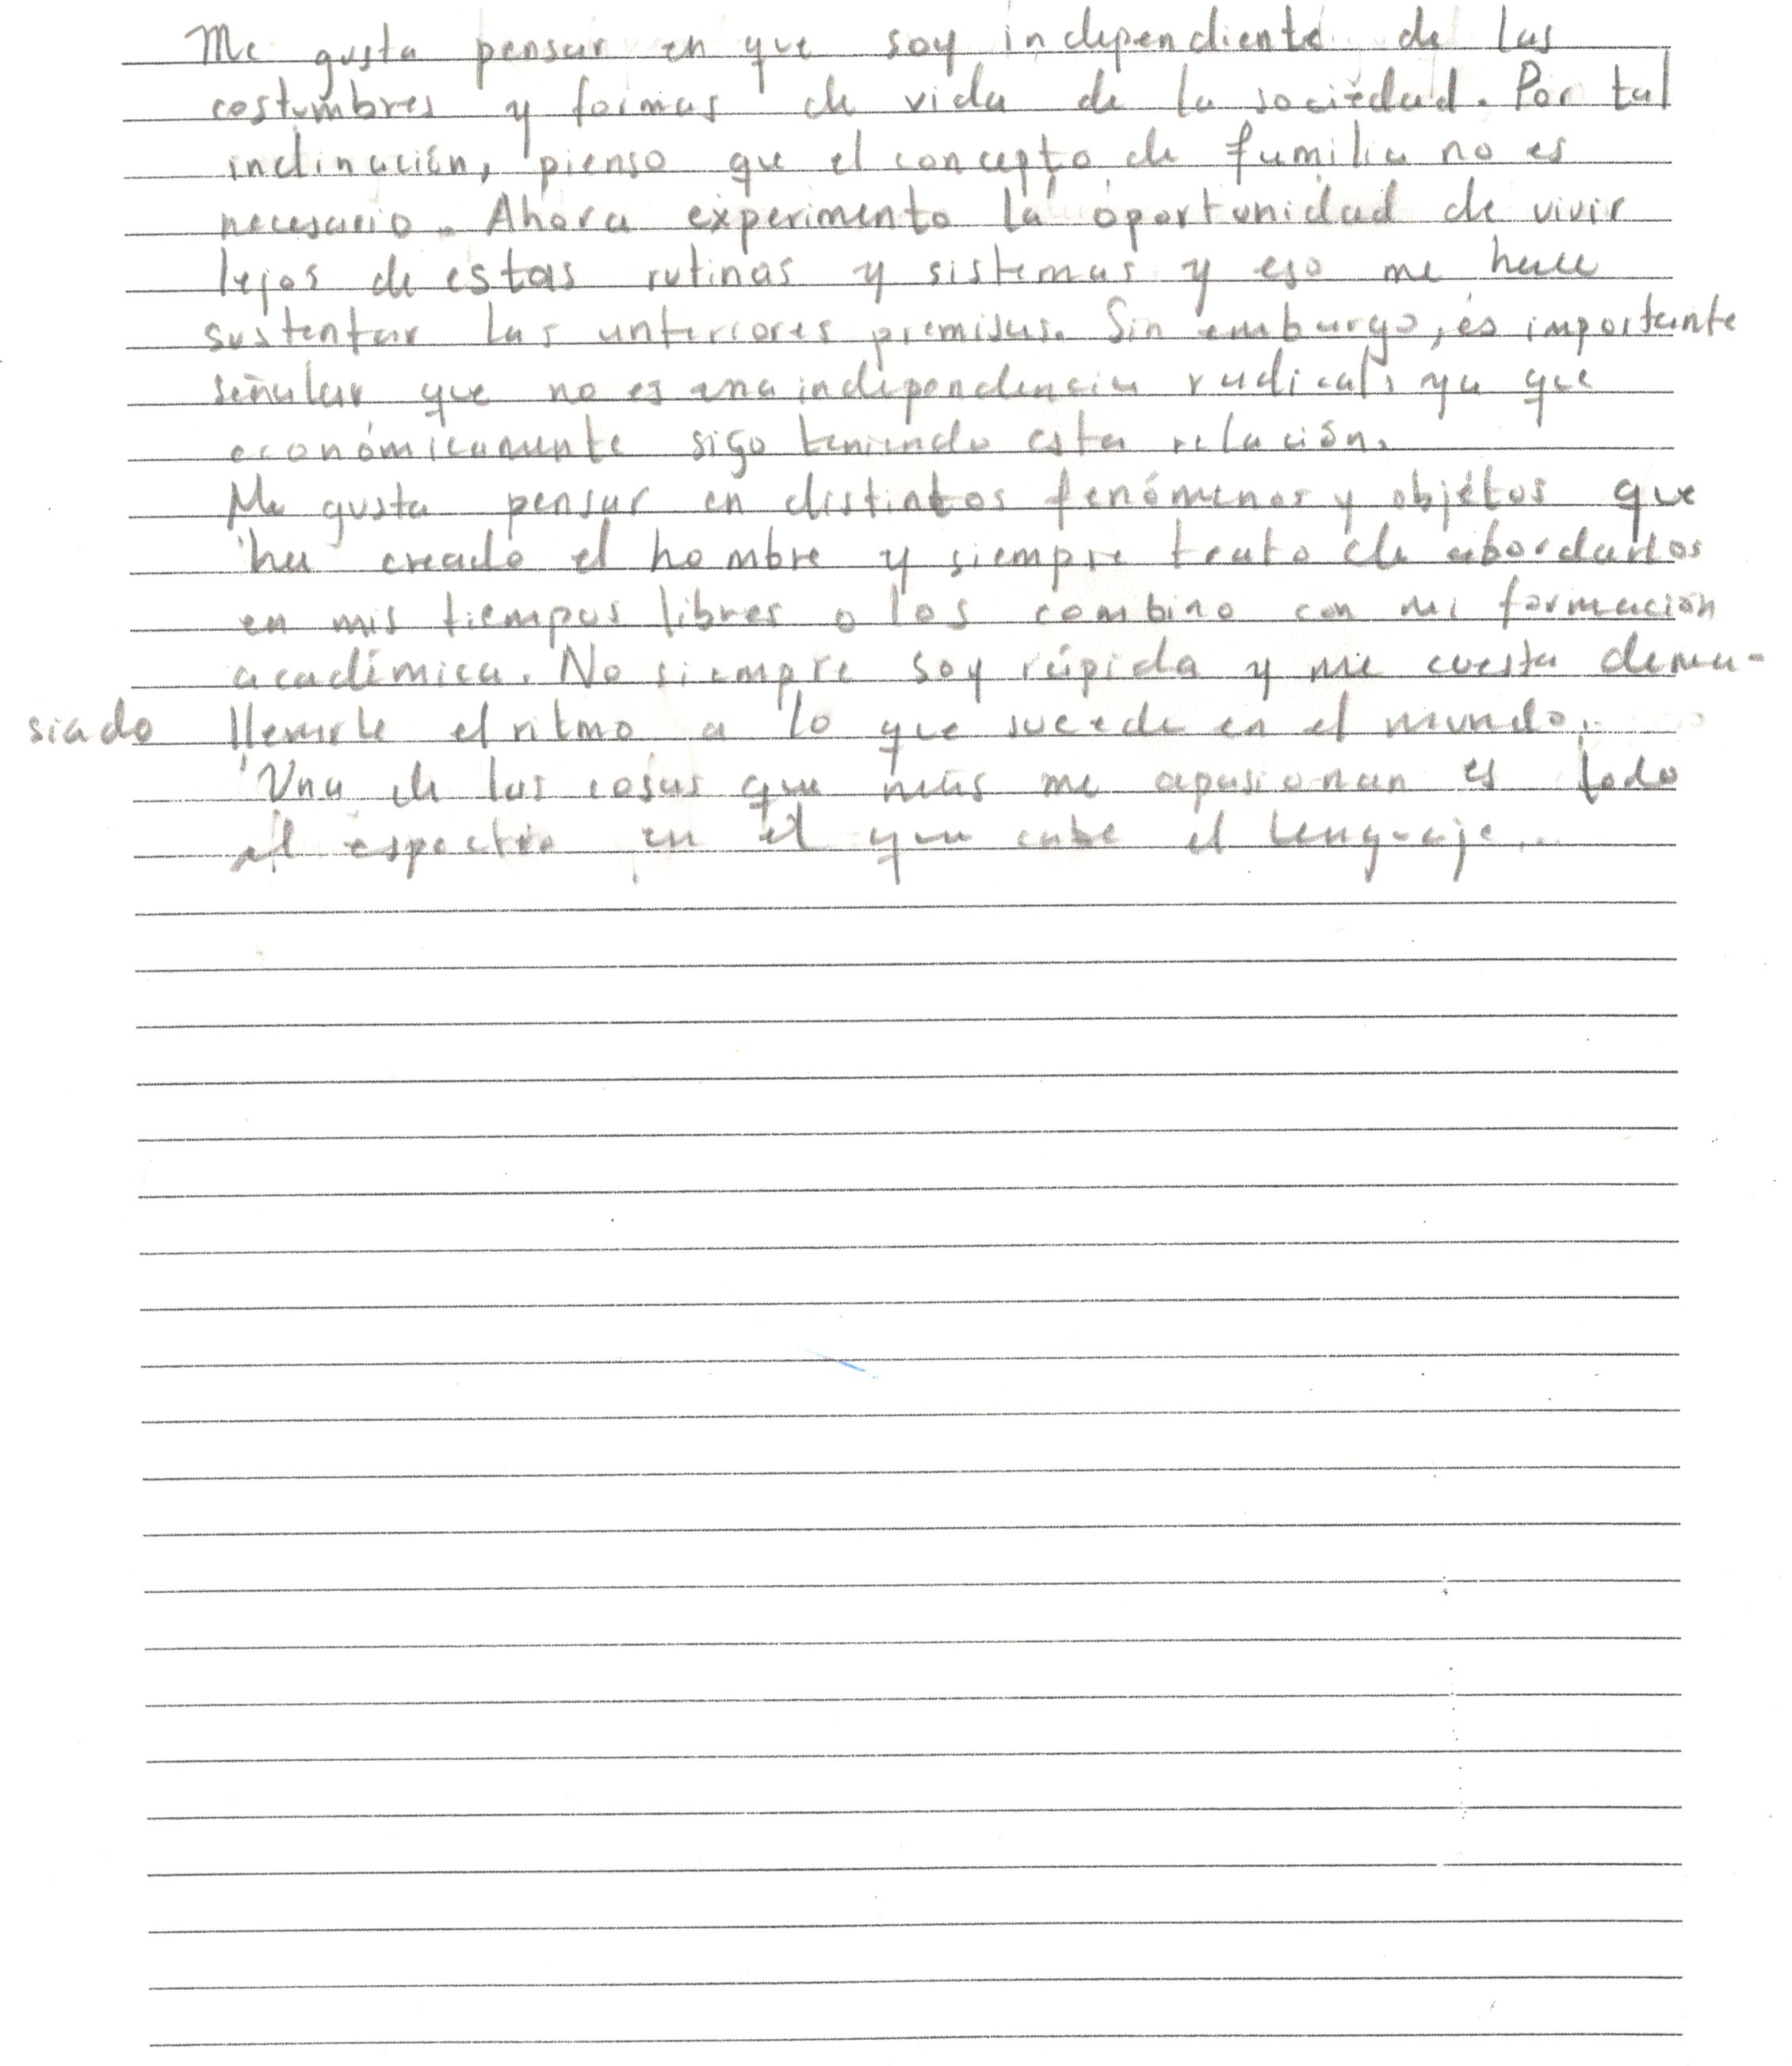 Me gusta pensar en que soy independiente de las
costumbres y formas de vida de la sociedad. Por tal
inclinación, pienso que el concepto de familia no es
necesario. Ahora experimento la oportunidad de vivir
lejos de estas rutinas y sistemas y eso me hace
sustentar las anteriores premisas. Sin embargo, es importante
señalar que no es una independencia radical, ya que
económicamente sigo teniendo esta relación.
Me gusta pensar en distintos fenómenos y objetos que
ha creado el hombre y siempre trato de abordarlos
en mis tiempos libres o los combino con mi formación
académica. No siempre soy rápida y me cuesta dema-
siado llevarle el ritmo a lo que sucede en el mundo.
Una de las cosas que más me apasionan es todo
el espectro en el que cabe el lenguaje.